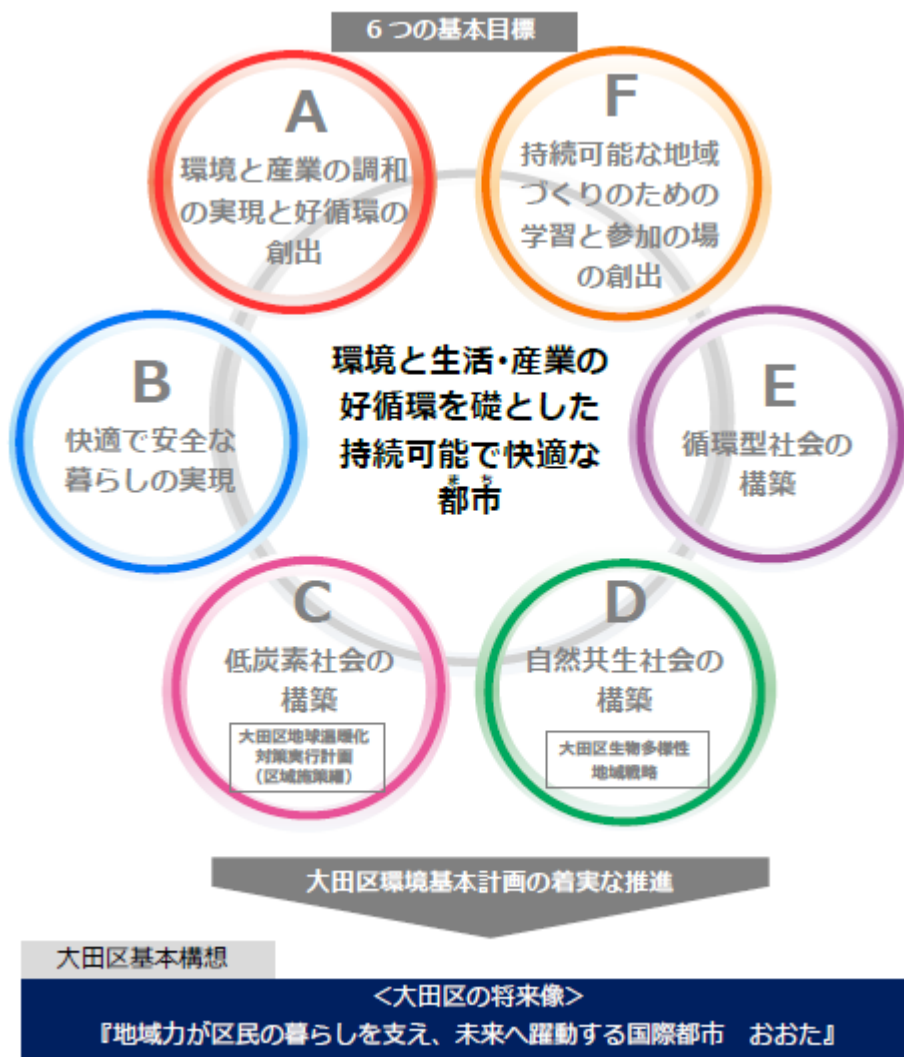 6つの基本目標
A
環境と産業の調和
の実現と好循環の
創出
F
持続可能な地域
づくりのための
学習と参加の場
の創出
B
快適で安全な
暮らしの実現
環境と生活・産業の
好循環を礎とした
持続可能で快適な
まち
都市
E
循環型社会の
構築
C
低炭素社会の
構築
大田区地球温暖化
対策実行計画
（区域施策編）
D
自然共生社会の
構築
大田区生物多様性
地域戦略
大田区環境基本計画の着実な推進
大田区基本構想
＜大田区の将来像＞
『地域力が区民の暮らしを支え、未来へ躍動する国際都市　おおた』